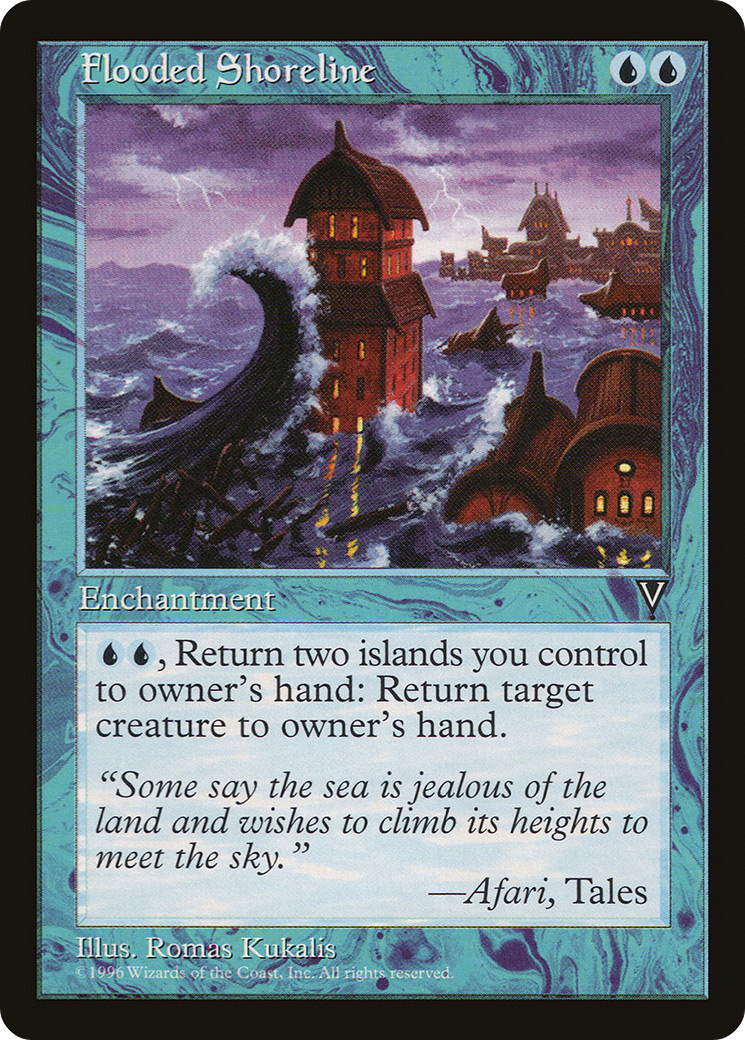 Flooded Shoreline
Enchantment
V
, Return two islands you control
to owner's hand: Return target
creature to owner's hand.
“Some say the sea is jealous of the
land and wishes to climb its heights to
meet the sky.”
—Afari, Tales
Illus. Romas Kukalis
©1996 Wizards of the Coast, Inc. All rights reserved.